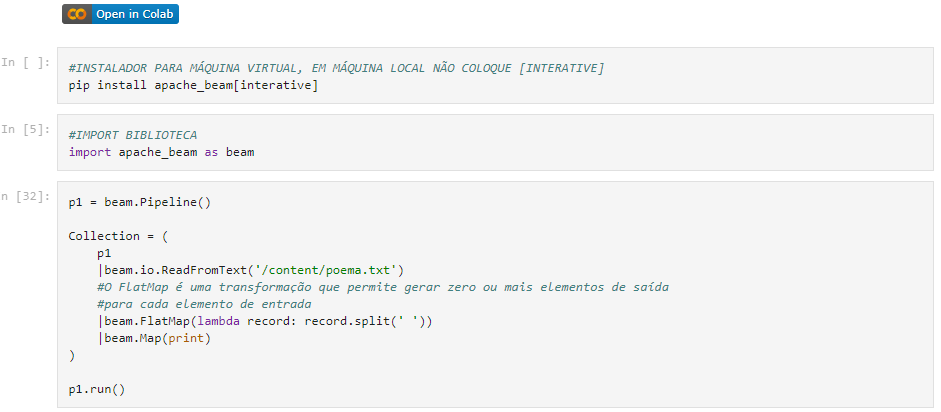 Open in Colab
In [ ]:
#INSTALADOR PARA MÁQUINA VIRTUAL, EM MÁQUINA LOCAL NÃO COLOQUE [INTERATIVE]
pip install apache_beam[interative]
In [5]:
#IMPORT BIBLIOTECA
import apache_beam as beam
n [32]:
p1 = beam.Pipeline()
Collection = (
p1
|beam.io.ReadFromText('/content/poema.txt')
#O FlatMap é uma transformação que permite gerar zero ou mais elementos de saída
#para cada elemento de entrada
|beam.FlatMap(lambda record: record.split(' '))
|beam.Map(print)
)
p1.run()